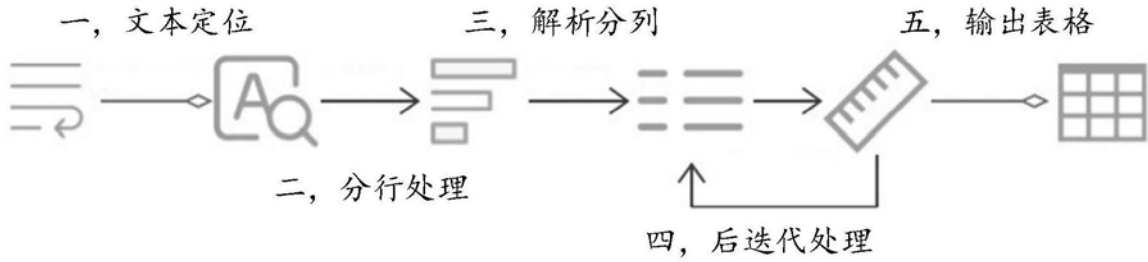 一，文本定位
三，解析分列
五，输出表格
A
二，分行处理
四，后迭代处理